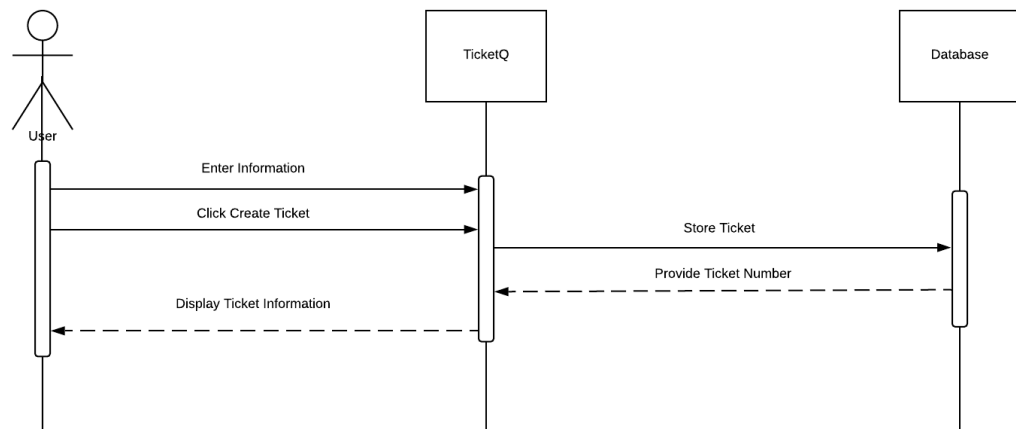 TicketQ
Database
User
Enter Information
Click Create Ticket
Store Ticket
Provide Ticket Number
Display Ticket Information